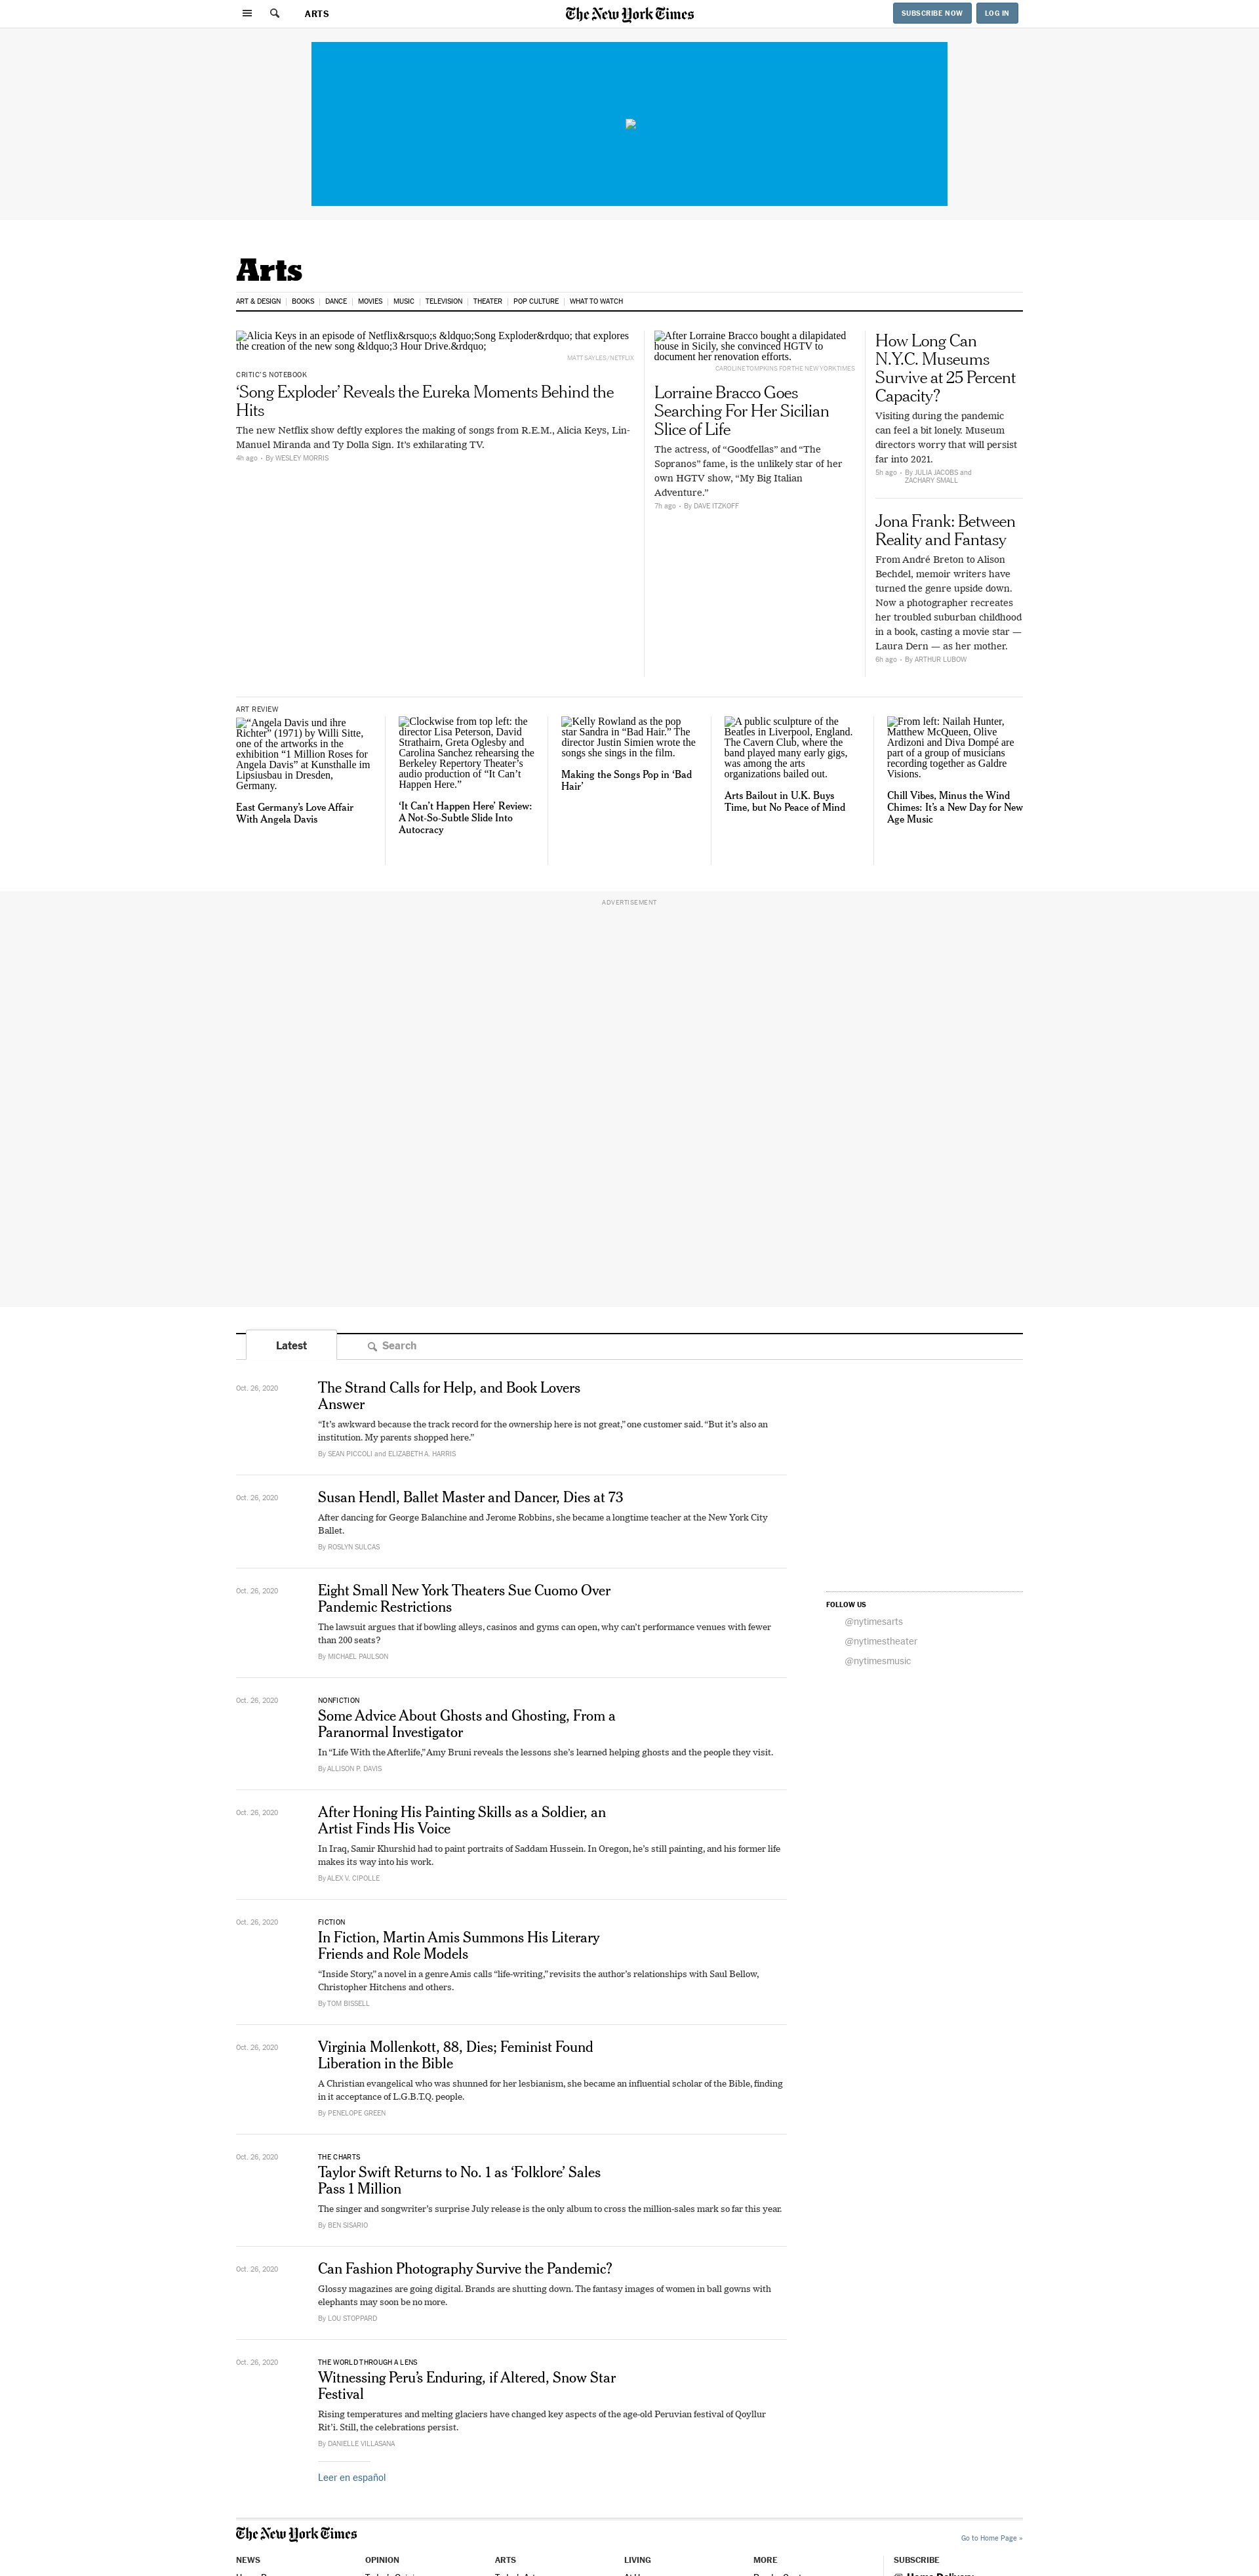 ARTS
The New York Times
SUBSCRIBE NOW
LOG IN
Arts
ART & DESIGN
BOOKS
DANCE
MOVIES
MUSIC
TELEVISION
THEATER
POP CULTURE
WHAT TO WATCH
Alicia Keys in an episode of Netflix&rsquo;s &ldquo;Song Exploder&rdquo; that explores
the creation of the new song &ldquo;3 Hour Drive.&rdquo;
MATT SAYLES/NETFLIX
CRITIC'S NOTEBOOK
‘Song Exploder’ Reveals the Eureka Moments Behind the
Hits
The new Netflix show deftly explores the making of songs from R.E.M., Alicia Keys, Lin-
Manuel Miranda and Ty Dolla Sign. It’s exhilarating TV.
4h ago • By WESLEY MORRIS
After Lorraine Bracco bought a dilapidated
house in Sicily, she convinced HGTV to
document her renovation efforts.
CAROLINE TOMPKINS FOR THE NEW YORK TIMES
Lorraine Bracco Goes
Searching For Her Sicilian
Slice of Life
The actress, of “Goodfellas” and “The
Sopranos” fame, is the unlikely star of her
own HGTV show, “My Big Italian
Adventure.”
7h ago • By DAVE ITZKOFF
How Long Can
N.Y.C. Museums
Survive at 25 Percent
Capacity?
Visiting during the pandemic
can feel a bit lonely. Museum
directors worry that will persist
far into 2021.
5h ago • By JULIA JACOBS and
ZACHARY SMALL
Jona Frank: Between
Reality and Fantasy
From André Breton to Alison
Bechdel, memoir writers have
turned the genre upside down.
Now a photographer recreates
her troubled suburban childhood
in a book, casting a movie star —
Laura Dern — as her mother.
6h ago • By ARTHUR LUBOW
ART REVIEW
“Angela Davis und ihre
Richter” (1971) by Willi Sitte,
one of the artworks in the
exhibition “1 Million Roses for
Angela Davis” at Kunsthalle im
Lipsiusbau in Dresden,
Germany.
East Germany’s Love Affair
With Angela Davis
Clockwise from top left: the
director Lisa Peterson, David
Strathairn, Greta Oglesby and
Carolina Sanchez rehearsing the
Berkeley Repertory Theater’s
audio production of “It Can’t
Happen Here.”
‘It Can’t Happen Here’ Review:
A Not-So-Subtle Slide Into
Autocracy
Kelly Rowland as the pop
star Sandra in “Bad Hair.” The
director Justin Simien wrote the
songs she sings in the film.
Making the Songs Pop in ‘Bad
Hair’
A public sculpture of the
Beatles in Liverpool, England.
The Cavern Club, where the
band played many early gigs,
was among the arts
organizations bailed out.
Arts Bailout in U.K. Buys
Time, but No Peace of Mind
From left: Nailah Hunter,
Matthew McQueen, Olive
Ardizoni and Diva Dompé are
part of a group of musicians
recording together as Galdre
Visions.
Chill Vibes, Minus the Wind
Chimes: It’s a New Day for New
Age Music
ADVERTISEMENT
Latest
Search
Oct. 26, 2020
The Strand Calls for Help, and Book Lovers
Answer
“It’s awkward because the track record for the ownership here is not great,” one customer said. “But it’s also an
institution. My parents shopped here.”
By SEAN PICCOLI and ELIZABETH A. HARRIS
Oct. 26, 2020
Susan Hendl, Ballet Master and Dancer, Dies at 73
After dancing for George Balanchine and Jerome Robbins, she became a longtime teacher at the New York City
Ballet.
By ROSLYN SULCAS
Oct. 26, 2020
Eight Small New York Theaters Sue Cuomo Over
Pandemic Restrictions
The lawsuit argues that if bowling alleys, casinos and gyms can open, why can’t performance venues with fewer
than 200 seats?
By MICHAEL PAULSON
FOLLOW US
@nytimesarts
@nytimestheater
@nytimesmusic
Oct. 26, 2020
NONFICTION
Some Advice About Ghosts and Ghosting, From a
Paranormal Investigator
In “Life With the Afterlife,” Amy Bruni reveals the lessons she’s learned helping ghosts and the people they visit.
By ALLISON P. DAVIS
Oct. 26, 2020
After Honing His Painting Skills as a Soldier, an
Artist Finds His Voice
In Iraq, Samir Khurshid had to paint portraits of Saddam Hussein. In Oregon, he’s still painting, and his former life
makes its way into his work.
By ALEX V. CIPOLLE
Oct. 26, 2020
FICTION
In Fiction, Martin Amis Summons His Literary
Friends and Role Models
“Inside Story,” a novel in a genre Amis calls “life-writing,” revisits the author’s relationships with Saul Bellow,
Christopher Hitchens and others.
By TOM BISSELL
Oct. 26, 2020
Virginia Mollenkott, 88, Dies; Feminist Found
Liberation in the Bible
A Christian evangelical who was shunned for her lesbianism, she became an influential scholar of the Bible, finding
in it acceptance of L.G.B.T.Q. people.
By PENELOPE GREEN
Oct. 26, 2020
THE CHARTS
Taylor Swift Returns to No. 1 as ‘Folklore’ Sales
Pass 1 Million
The singer and songwriter’s surprise July release is the only album to cross the million-sales mark so far this year.
By BEN SISARIO
Oct. 26, 2020
Can Fashion Photography Survive the Pandemic?
Glossy magazines are going digital. Brands are shutting down. The fantasy images of women in ball gowns with
elephants may soon be no more.
By LOU STOPPARD
Oct. 26, 2020
THE WORLD THROUGH A LENS
Witnessing Peru’s Enduring, if Altered, Snow Star
Festival
Rising temperatures and melting glaciers have changed key aspects of the age-old Peruvian festival of Qoyllur
Rit’i. Still, the celebrations persist.
By DANIELLE VILLASANA
Leer en español
The New York Times
Go to Home Page »
NEWS
OPINION
ARTS
LIVING
MORE
SUBSCRIBE